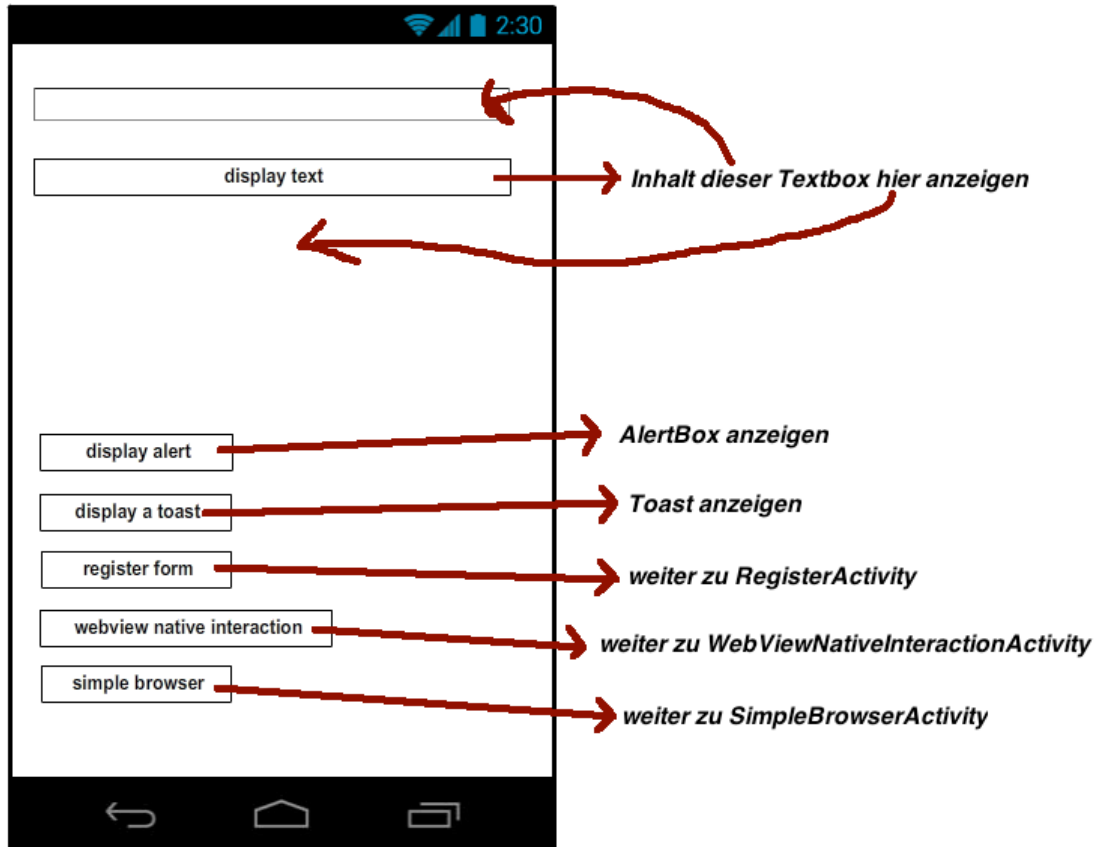 2:30
display text
Inhalt dieser Textbox hier anzeigen
display alert
AlertBox anzeigen
display a toast
Toast anzeigen
register form
weiter zu RegisterActivity
webview native interaction
weiter zu WebViewNativeInteractionActivity
simple browser
weiter zu SimpleBrowserActivity